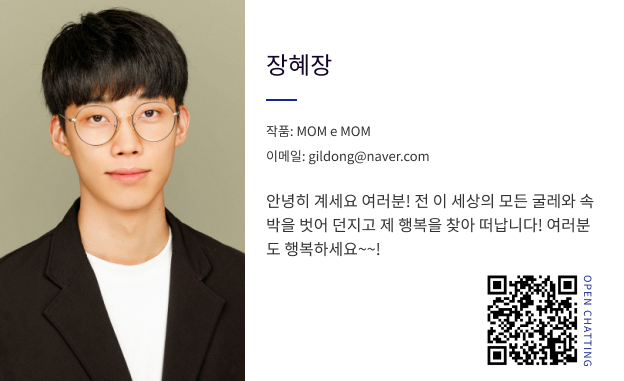 장혜장
작품: MOM e MOM
이메일: gildong@naver.com
안녕히 계세요 여러분! 전 이 세상의 모든 굴레와 속
박을 벗어 던지고 제 행복을 찾아 떠납니다! 여러분
도 행복하세요~~!
OPEN CHATTING